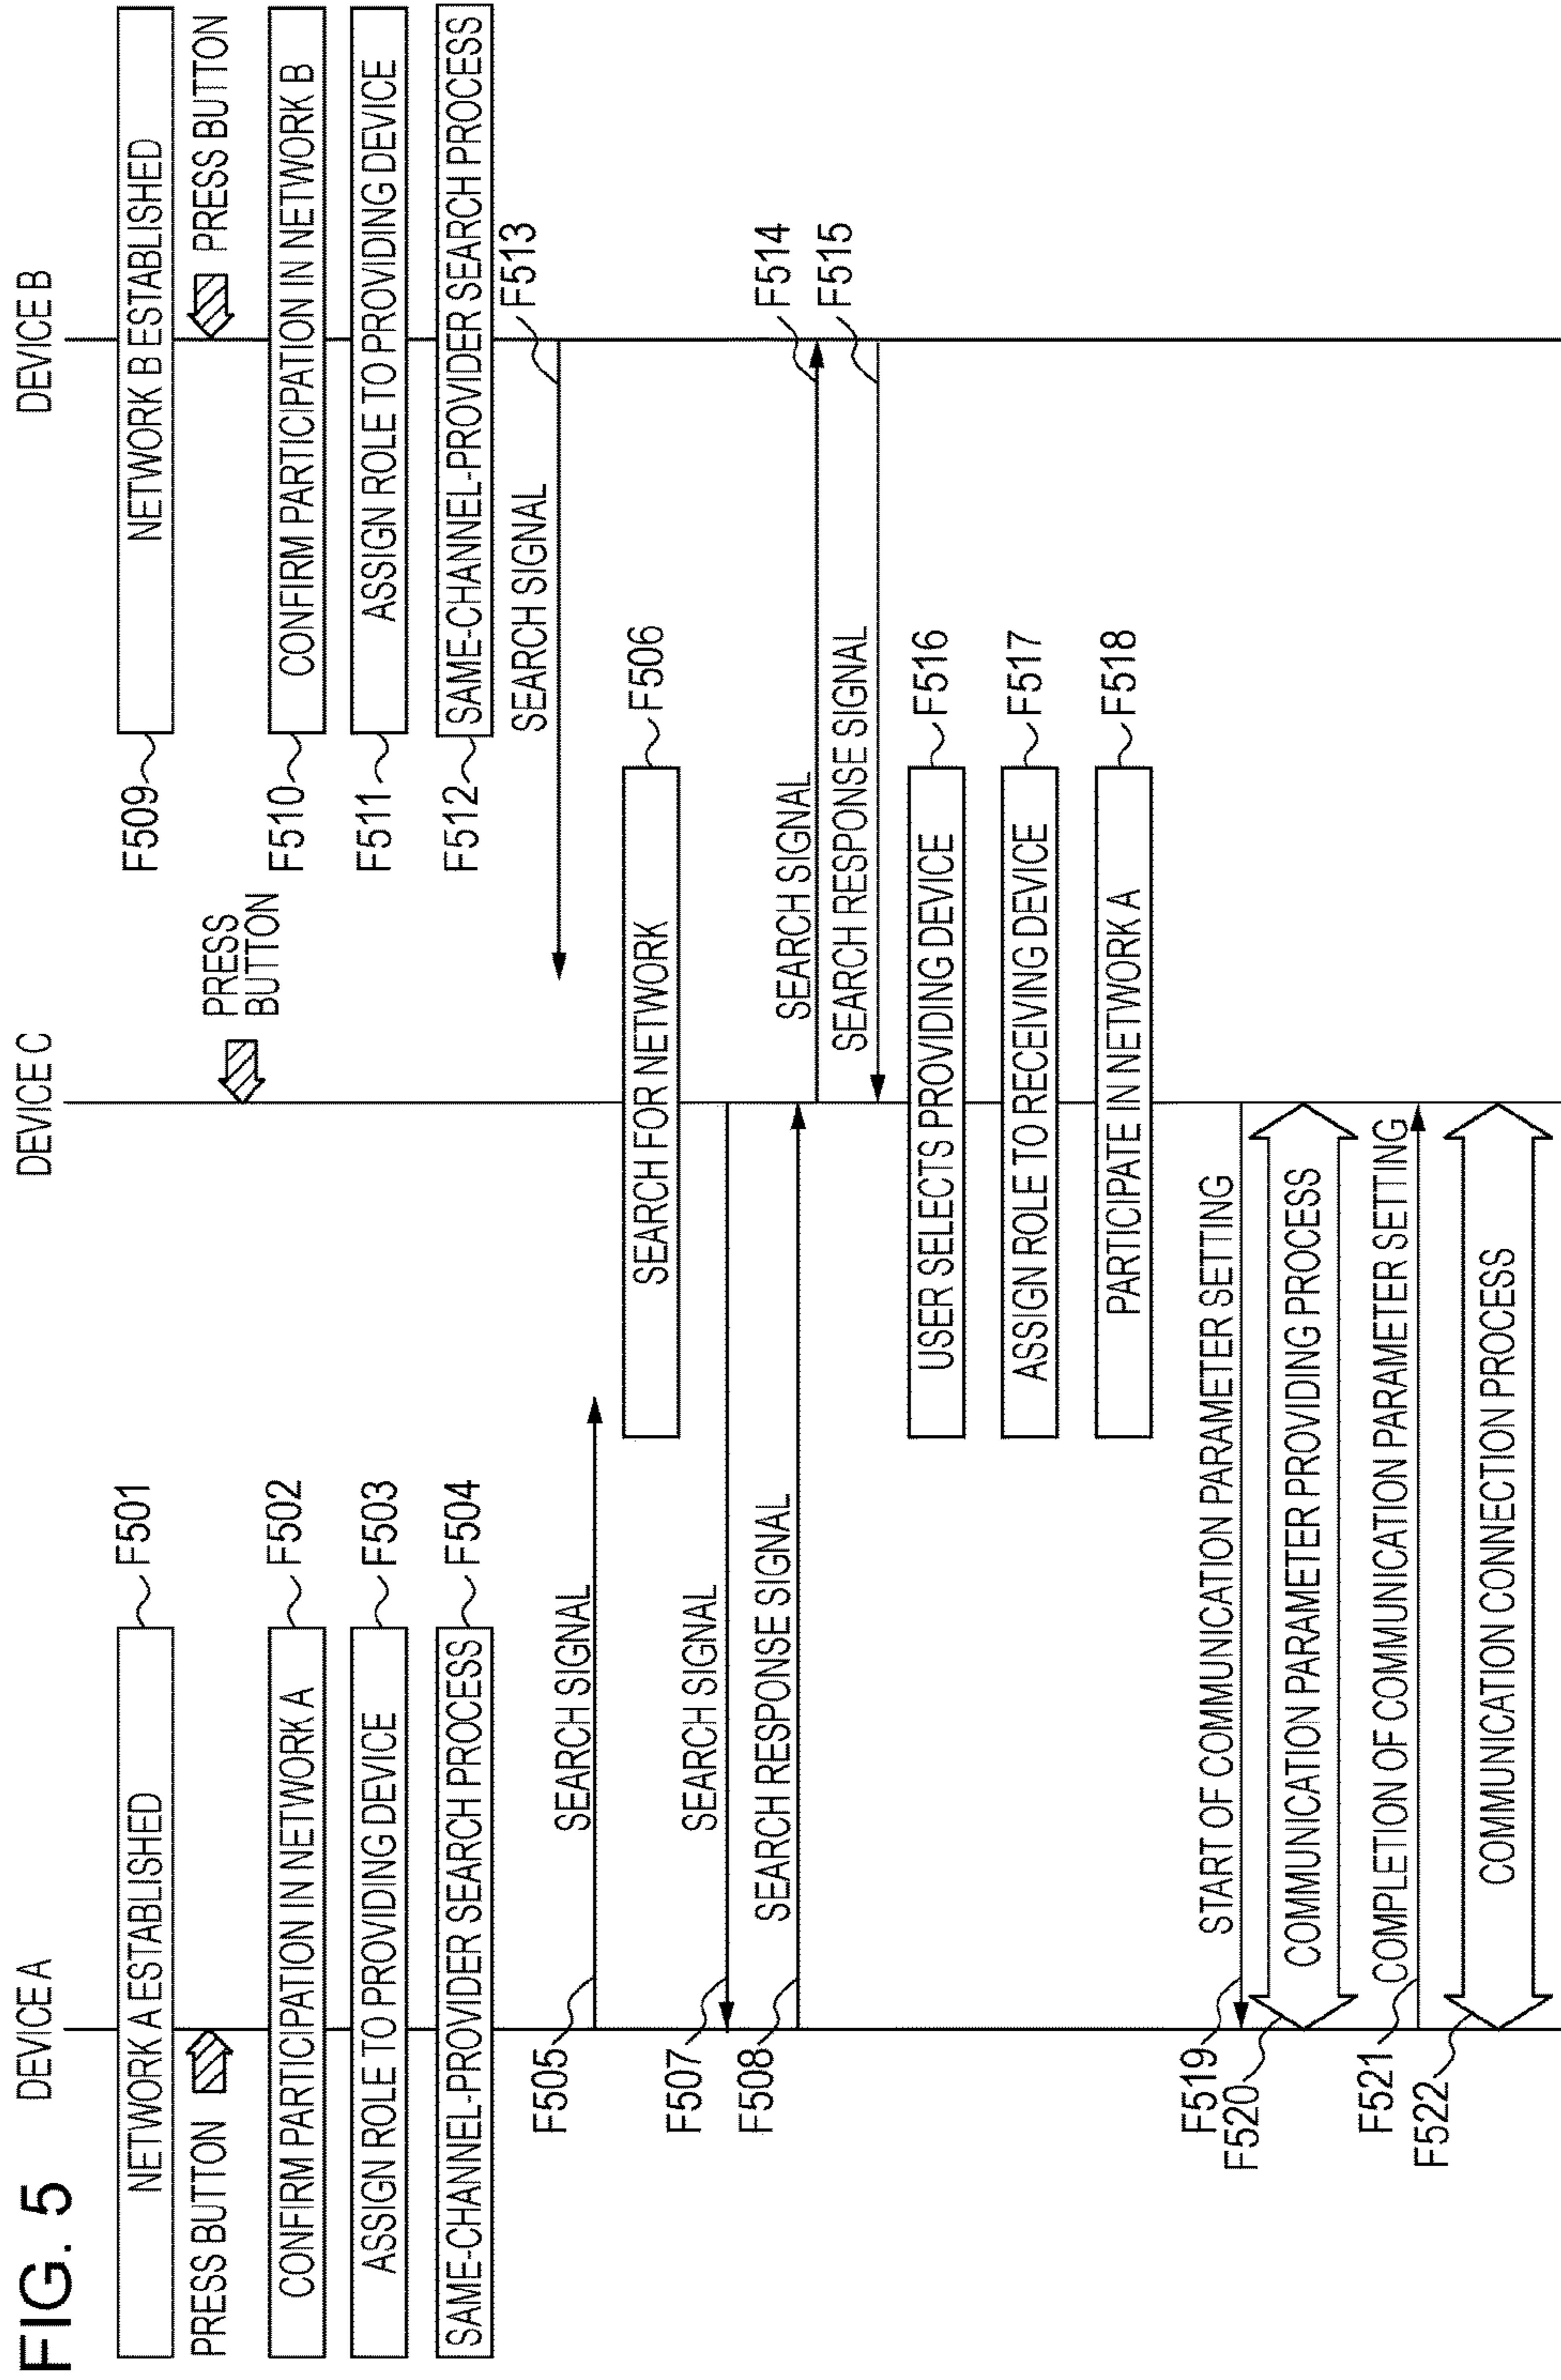 FIG. 5
DEVICE A
DEVICE C
DEVICE B
NETWORK A ESTABLISHED
F501
F509
NETWORK B ESTABLISHED
PRESS BUTTON
PRESS
BUTTON
PRESS BUTTON
CONFIRM PARTICIPATION IN NETWORK A
F502
F510
CONFIRM PARTICIPATION IN NETWORK B
ASSIGN ROLE TO PROVIDING DEVICE
F503
F511
ASSIGN ROLE TO PROVIDING DEVICE
SAME-CHANNEL-PROVIDER SEARCH PROCESS
F504
F512
SAME-CHANNEL-PROVIDER SEARCH PROCESS
SEARCH SIGNAL
F513
F505
SEARCH SIGNAL
SEARCH FOR NETWORK
F506
F507
SEARCH SIGNAL
F508
SEARCH RESPONSE SIGNAL
SEARCH SIGNAL
F514
SEARCH RESPONSE SIGNAL
F515
USER SELECTS PROVIDING DEVICE
F516
ASSIGN ROLE TO RECEIVING DEVICE
F517
PARTICIPATE IN NETWORK A
F518
F519
START OF COMMUNICATION PARAMETER SETTING
F520
COMMUNICATION PARAMETER PROVIDING PROCESS
F521
COMPLETION OF COMMUNICATION PARAMETER SETTING
F522
COMMUNICATION CONNECTION PROCESS